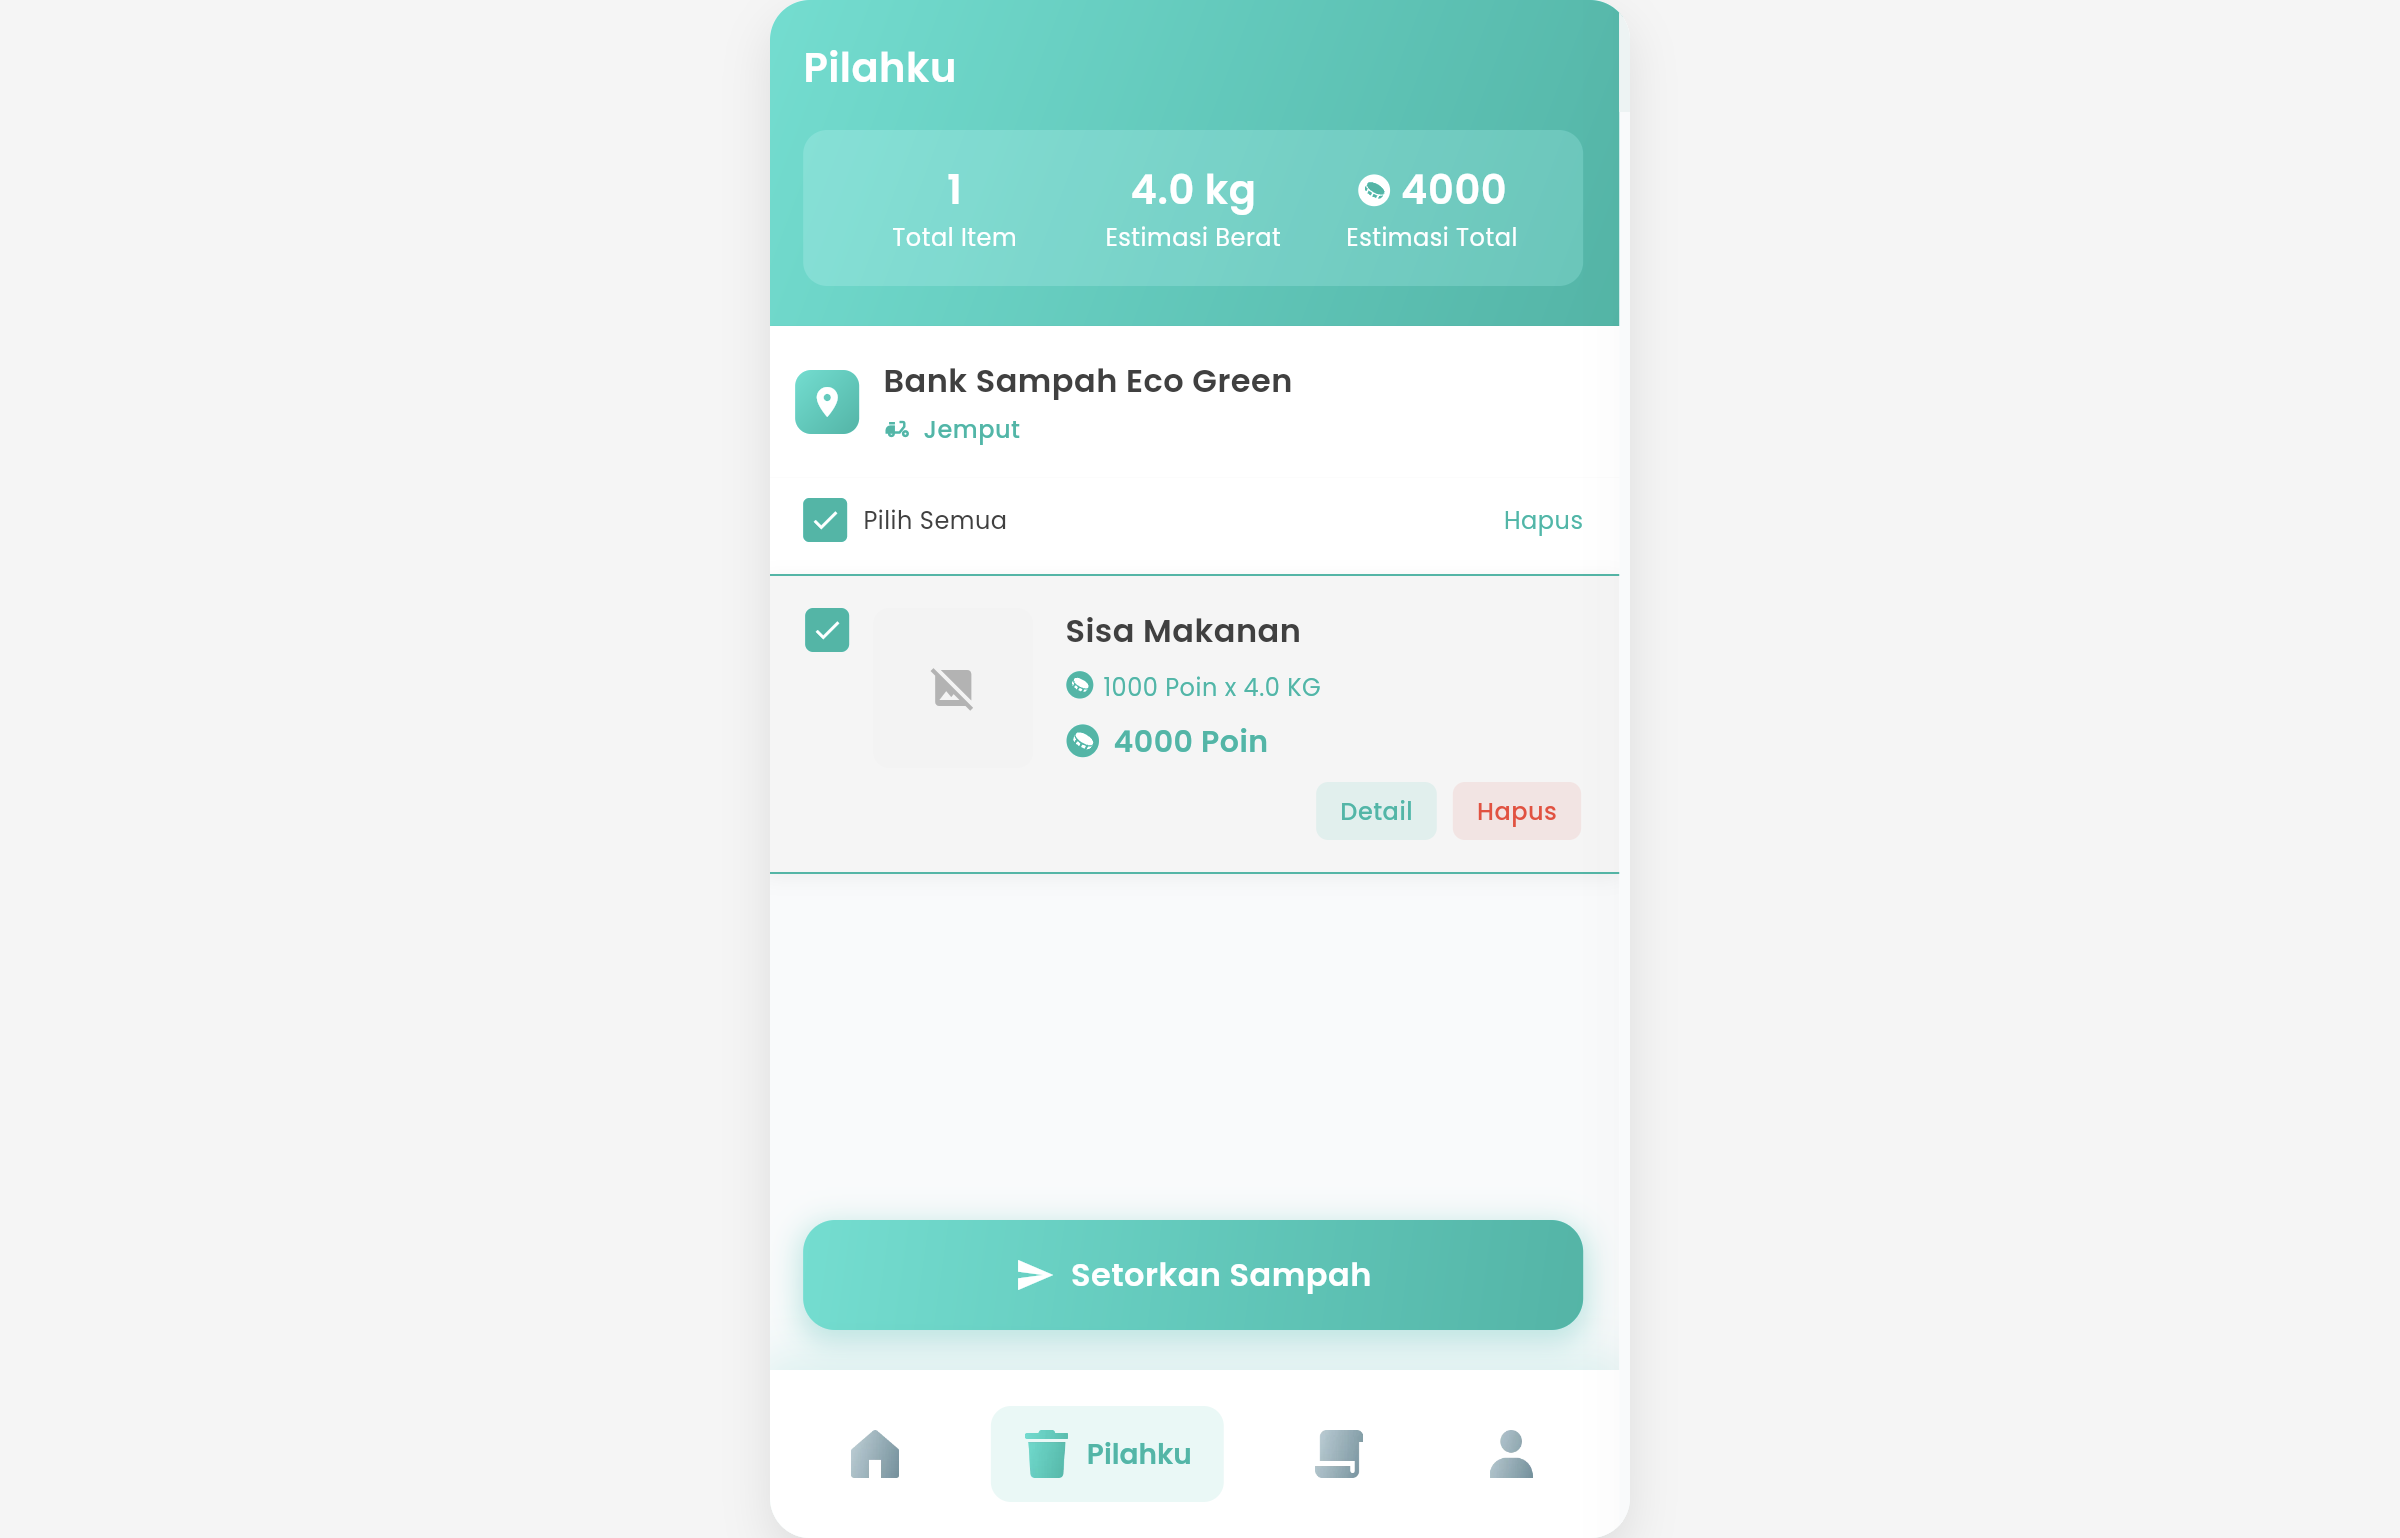 Pilahku
1
Total Item
4.0 kg
Estimasi Berat
4000
Estimasi Total
Bank Sampah Eco Green
Jemput
Pilih Semua
Hapus
Sisa Makanan
1000 Poin x 4.0 KG
4000 Poin
Detail
Hapus
Setorkan Sampah
Pilahku